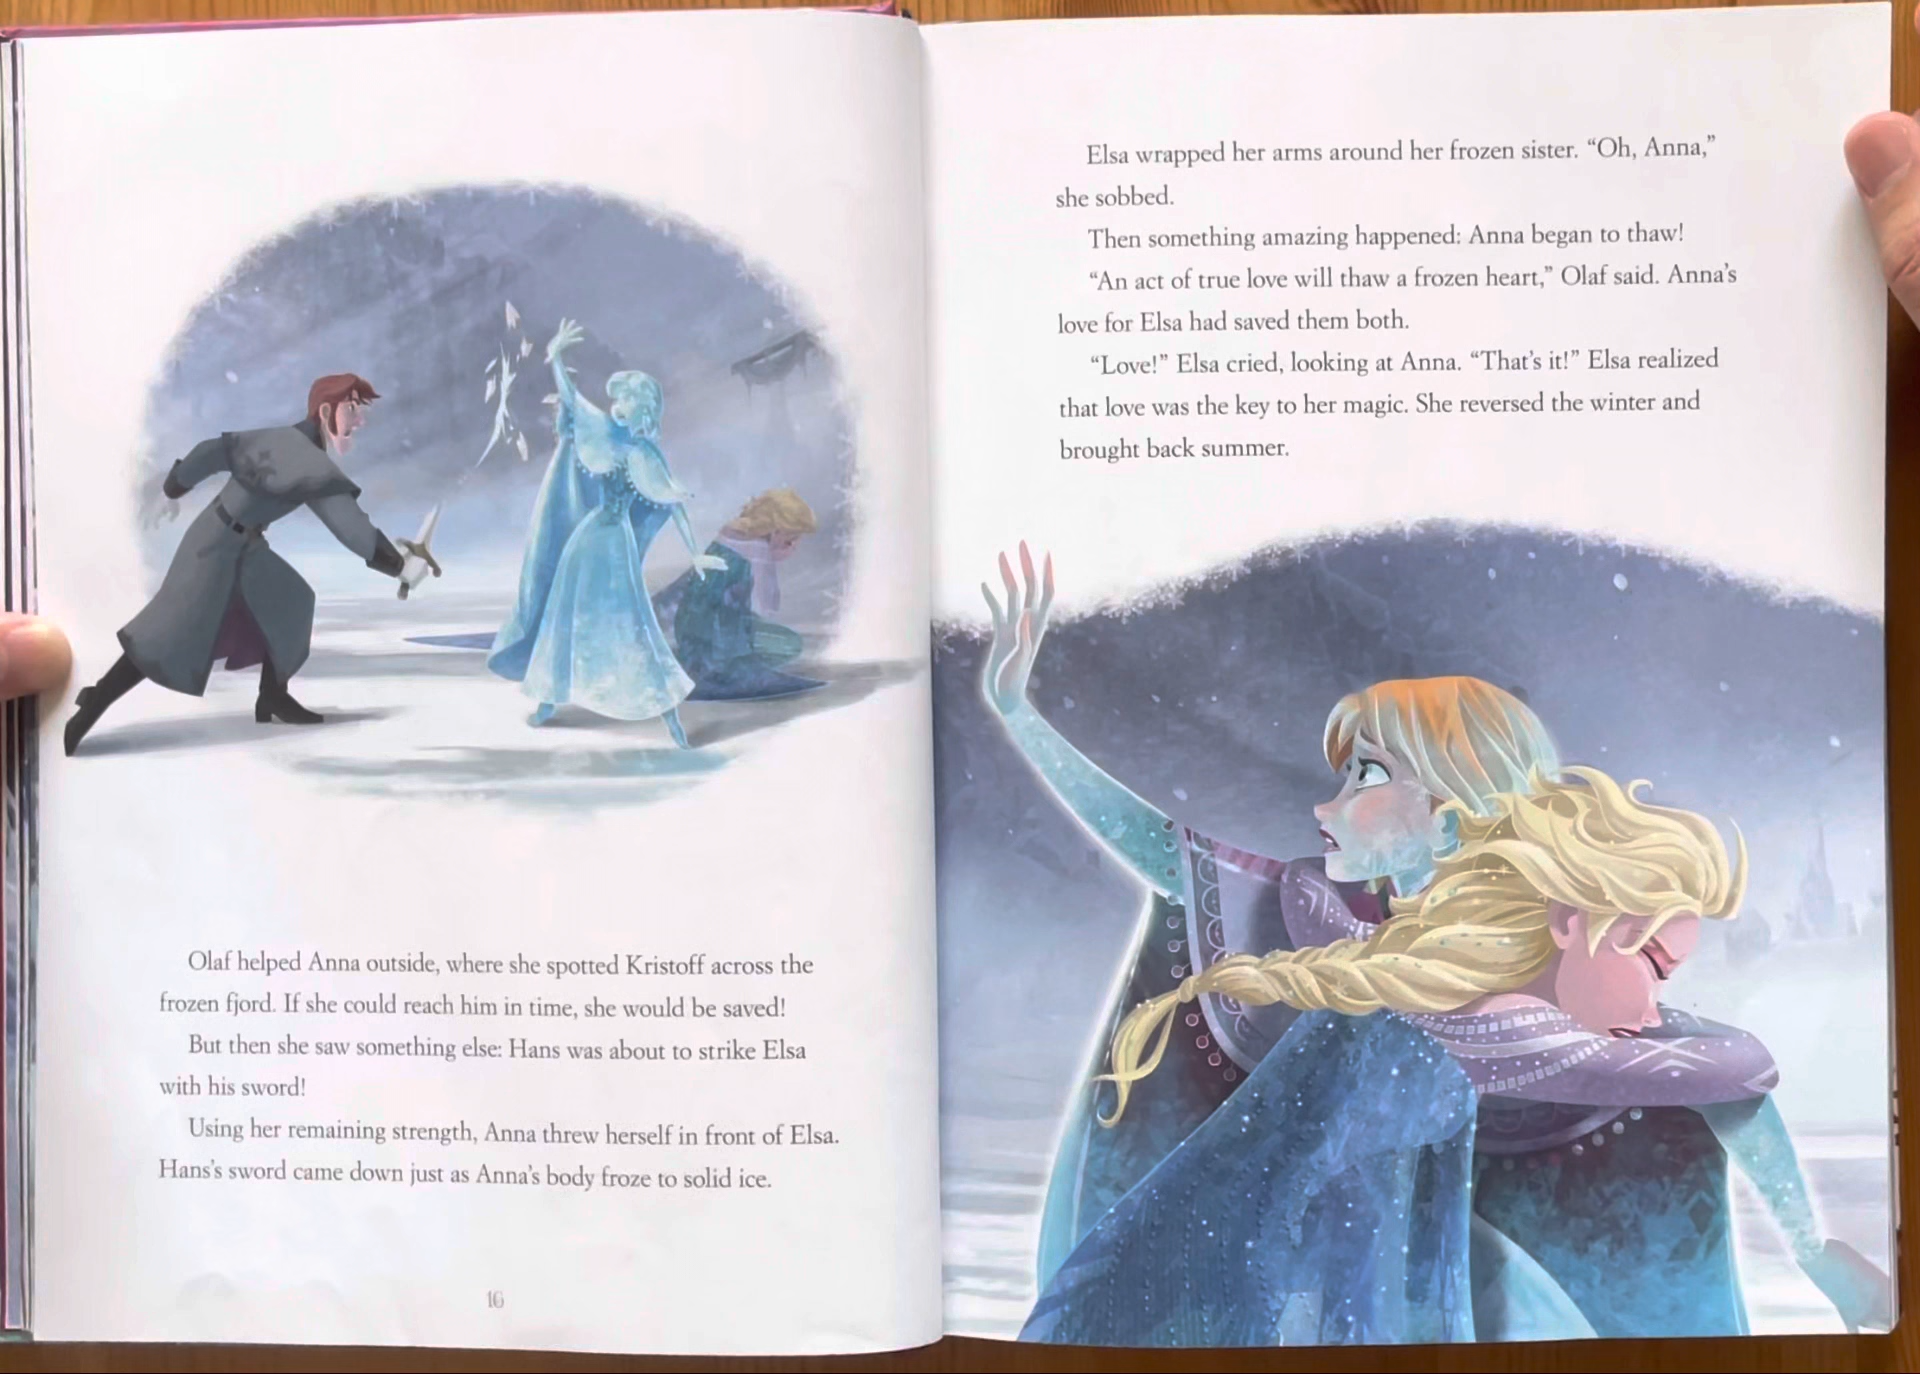 Olaf helped Anna outside, where she spotted Kristoff across the
frozen fjord. If she could reach him in time, she would be saved!
But then she saw something else: Hans was about to strike Elsa
with his sword!
Using her remaining strength, Anna threw herself in front of Elsa.
Hans’s sword came down just as Anna’s body froze to solid ice.
16
Elsa wrapped her arms around her frozen sister. “Oh, Anna,”
she sobbed.
Then something amazing happened: Anna began to thaw!
“An act of true love will thaw a frozen heart,” Olaf said. Anna’s
love for Elsa had saved them both.
“Love!” Elsa cried, looking at Anna. “That’s it!” Elsa realized
that love was the key to her magic. She reversed the winter and
brought back summer.